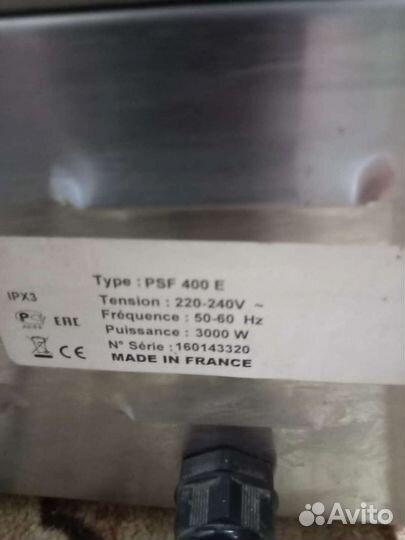 Type : PSF 400 E
IPX3
Tension : 220-240V ~
Fréquence : 50-60 Hz
EAC
Puissance : 3000 W
N° Série : 160143320
CE
MADE IN FRANCE
Avito